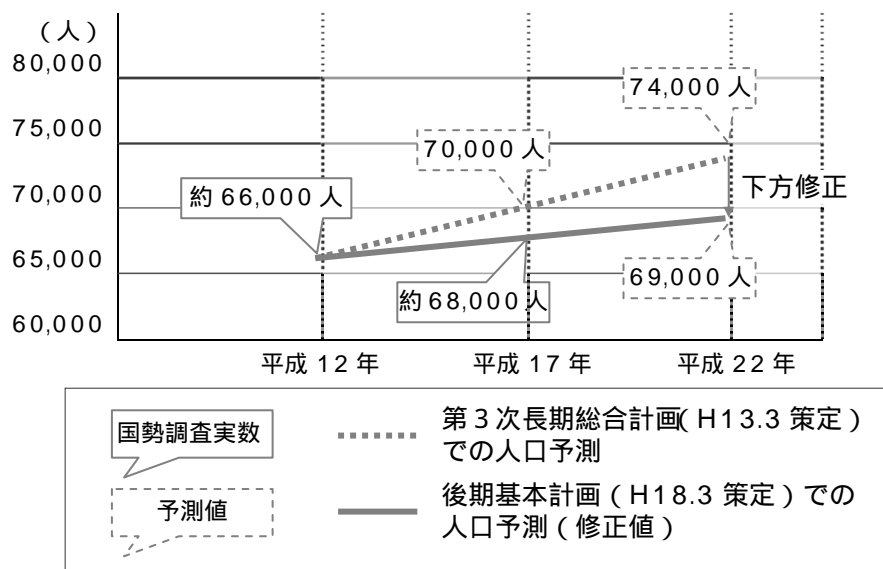 (人)
80,000
74,000 人
75,000
70,000 人
70,000
約 66,000 人
下方修正
65,000
69,000 人
約 68,000 人
60,000
平成 12 年
平成 17 年
平成 22 年
国勢調査実数
第3次長期総合計画(H13.3 策定)
での人口予測
予測値
後期基本計画(H18.3 策定)での
人口予測(修正値)